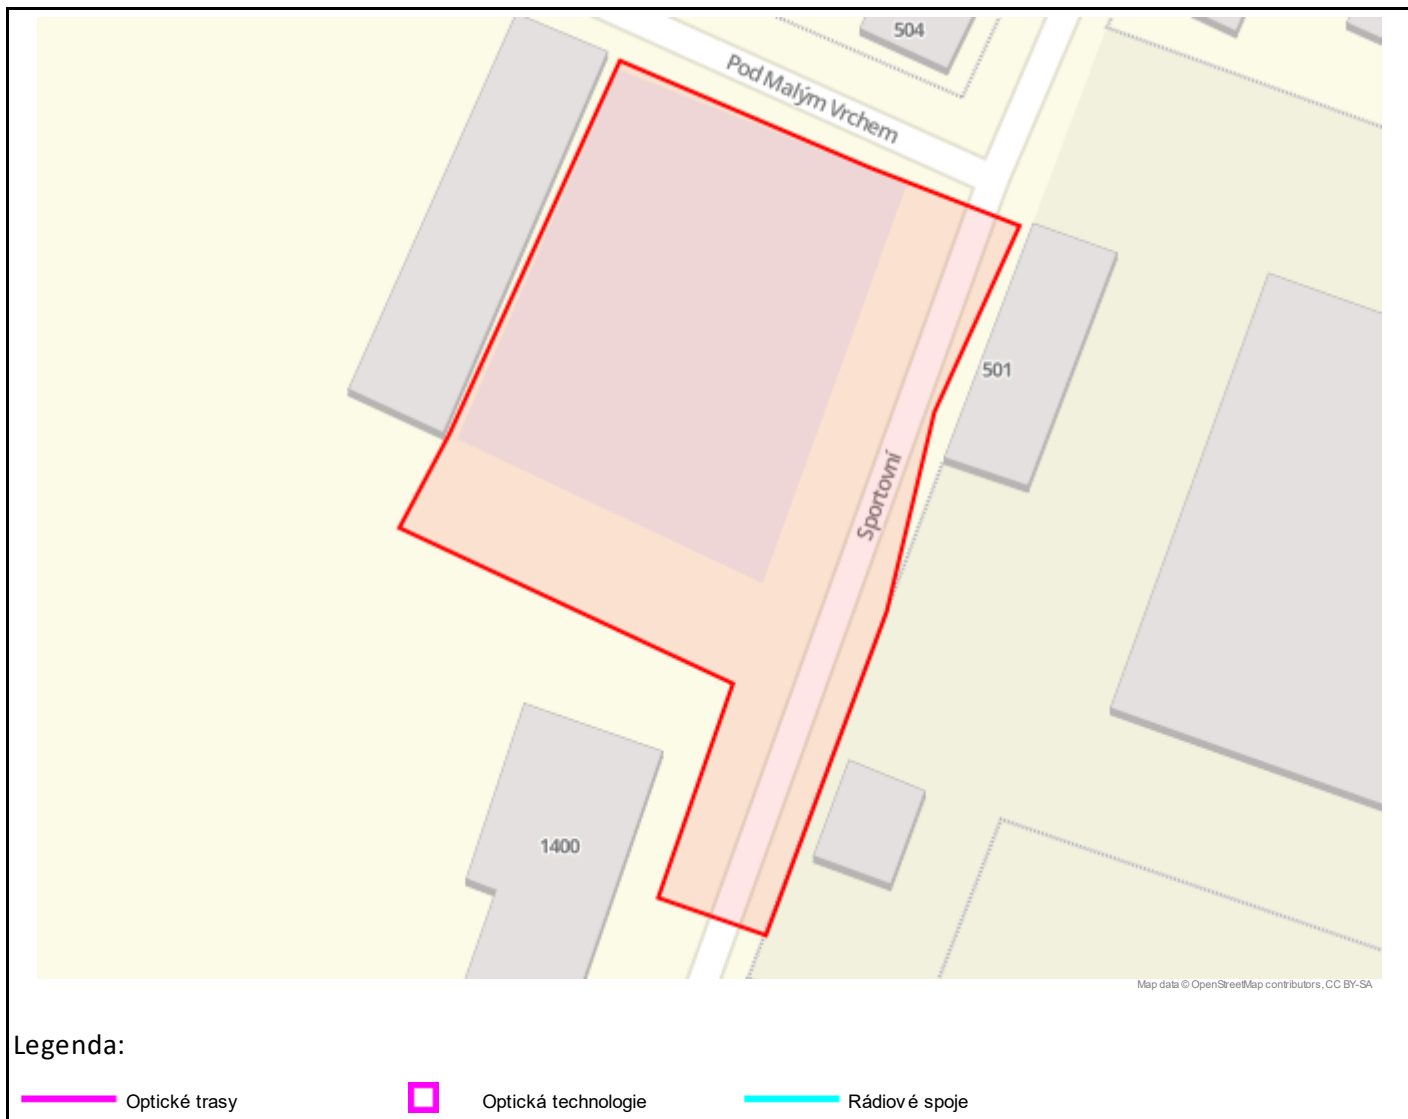 504
Pod Malým Vrchem
501
Sportovní
1400
Map data © OpenStreetMap contributors, CC BY-SA
Legenda:
Optické trasy Optická technologie Rádiové spoje